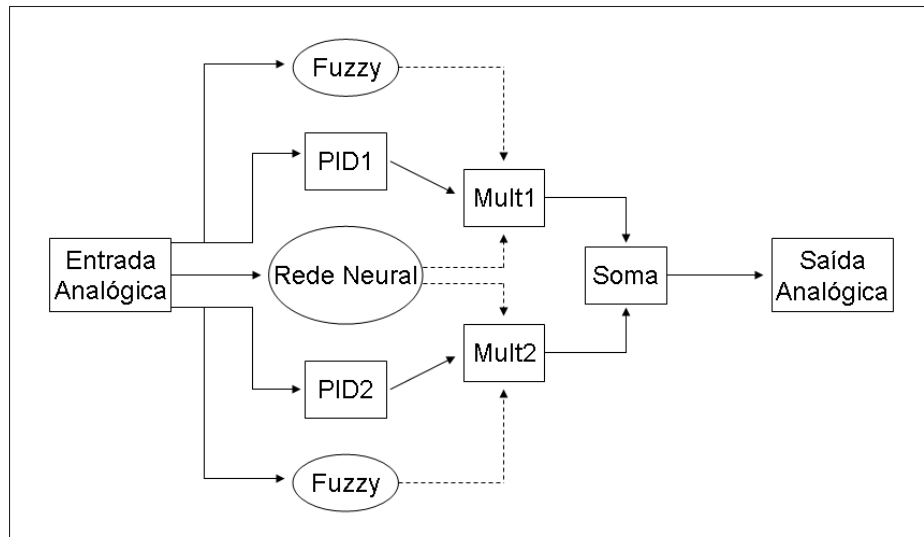 Fuzzy
PID1
Mult1
Entrada
Analógica
Rede Neural
Soma
Saída
Analógica
Mult2
PID2
Fuzzy